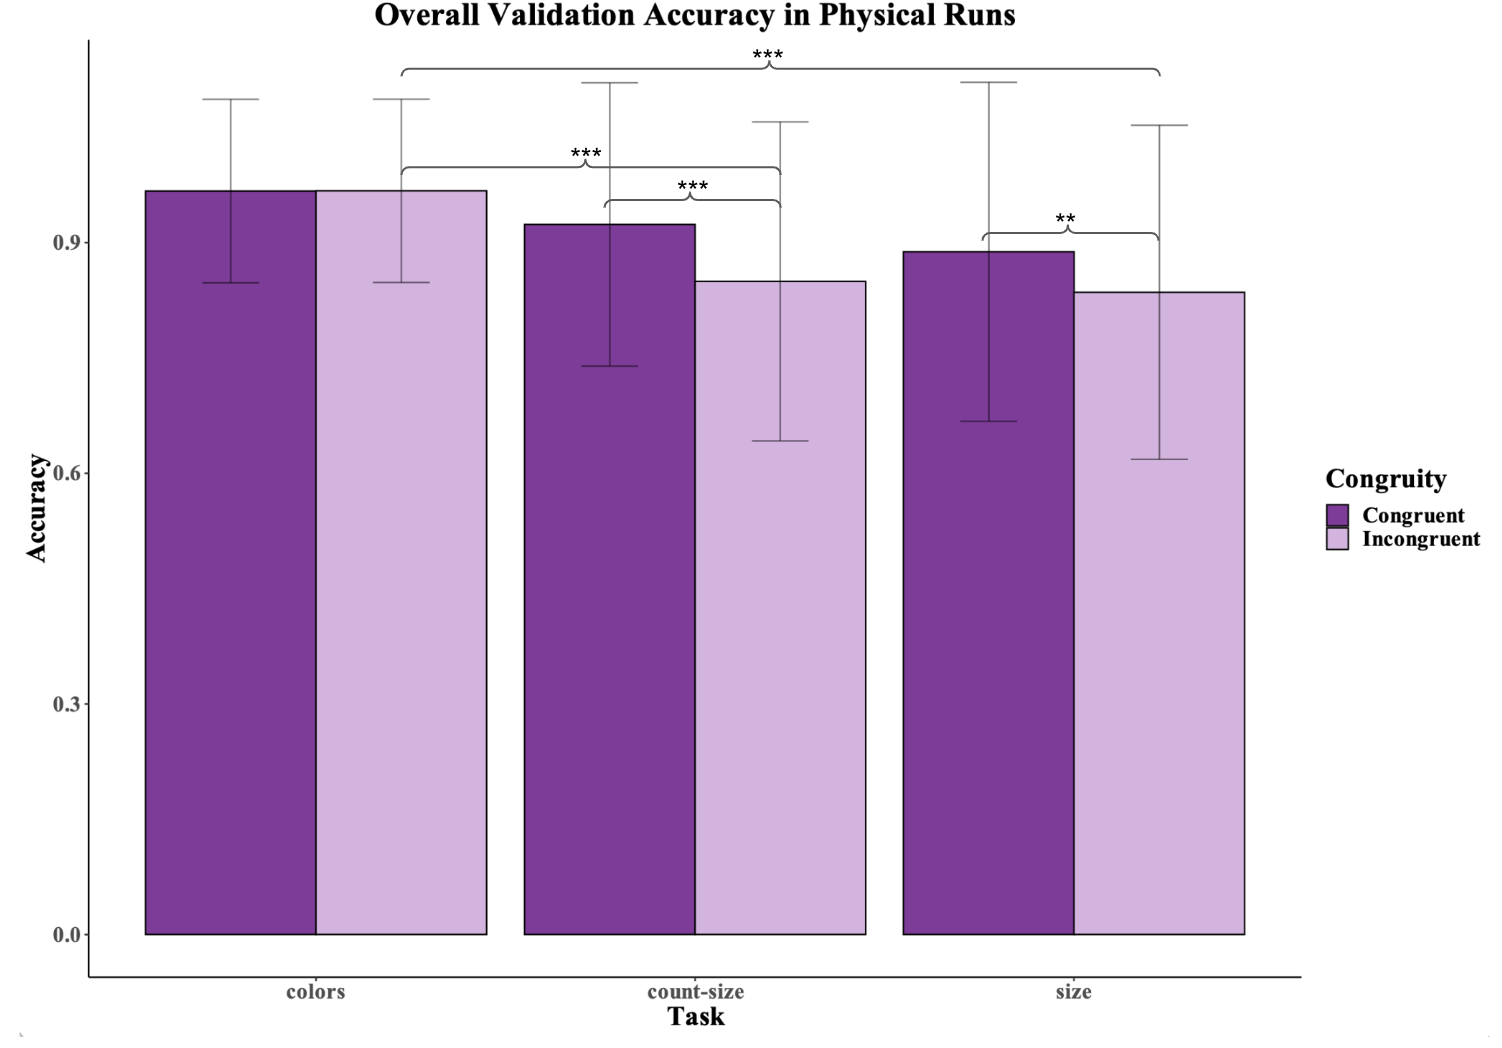 Overall Validation Accuracy in Physical Runs
***
***
***
**
0.9
0.6
0.3
0.0
Accuracy
colors
count-size
size
Task
Congruity
Congruent
Incongruent